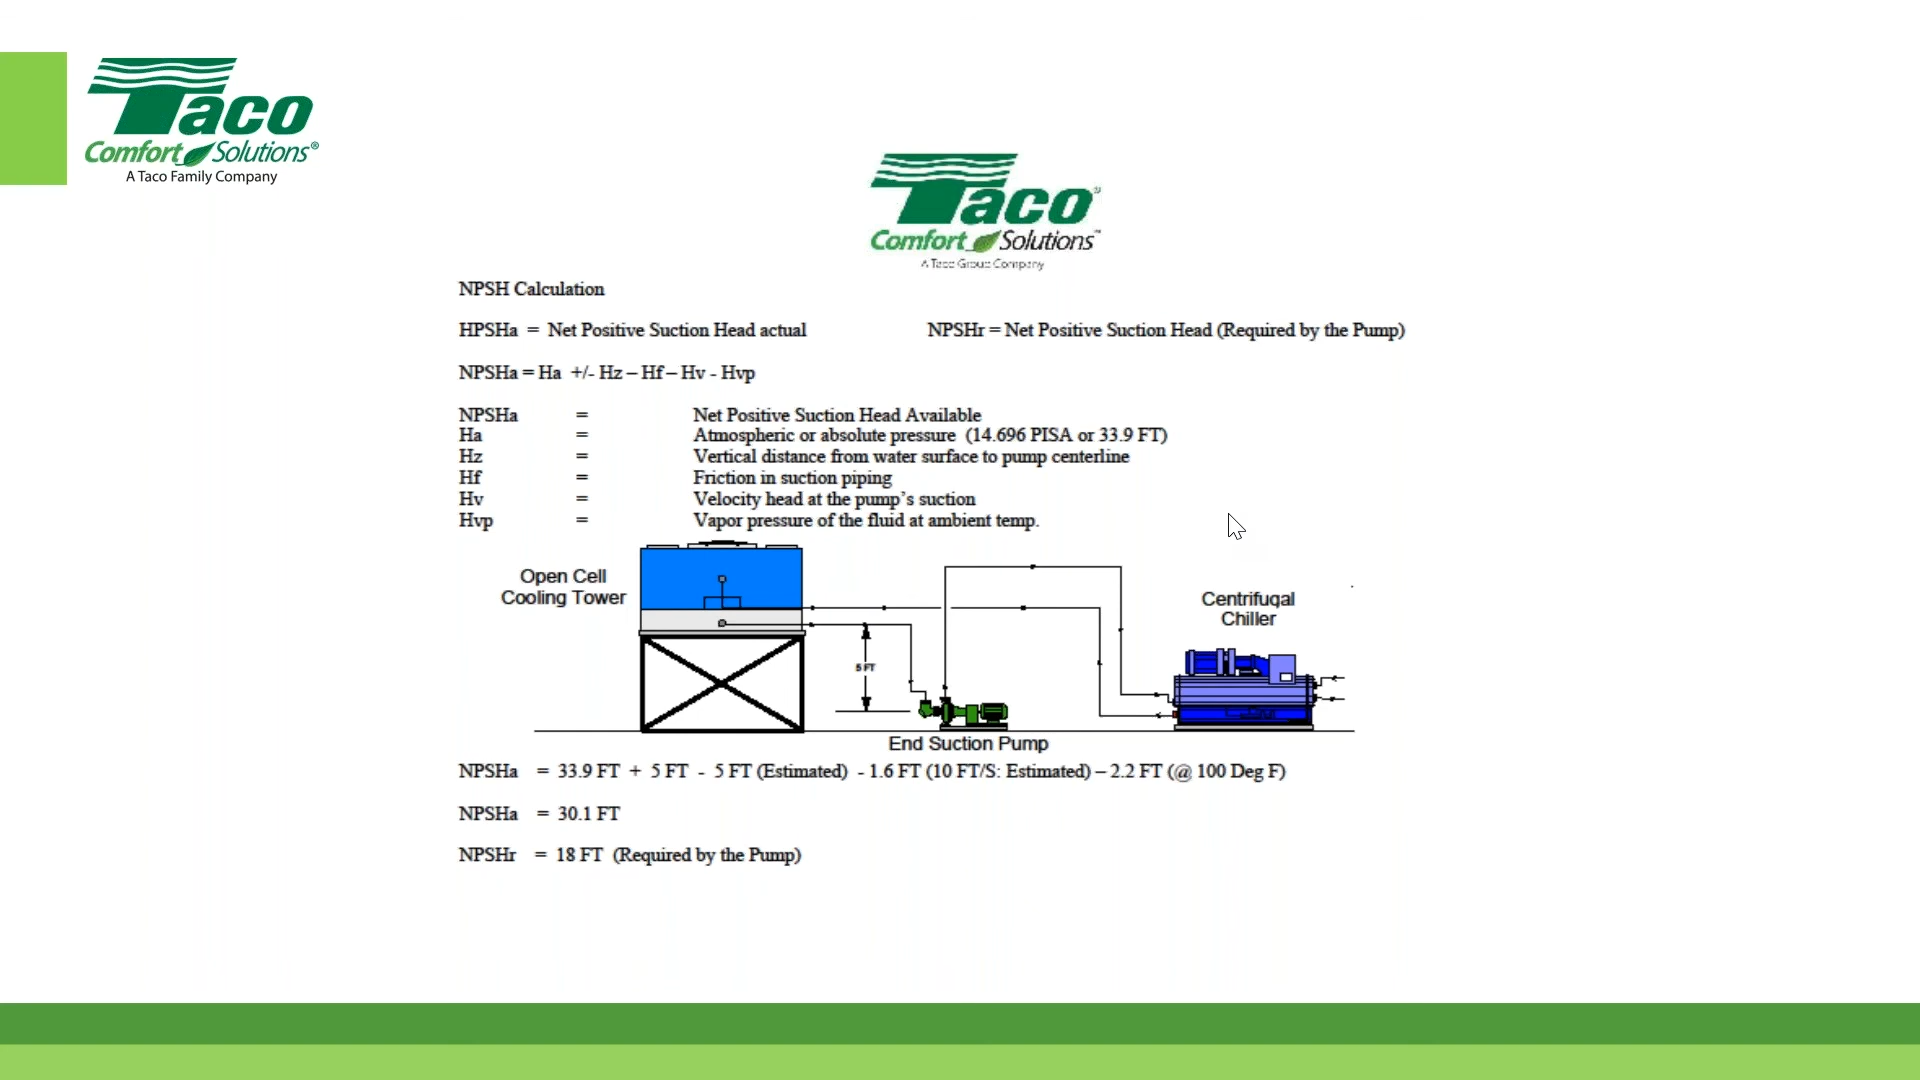 Taco
Comfort Solutions®
A Taco Family Company
Taco®
Comfort Solutions™
A Taco Group Company
NPSH Calculation
HPSHa = Net Positive Suction Head actual NPSHr = Net Positive Suction Head (Required by the Pump)
NPSHa = Ha +/- Hz – Hf – Hv - Hvp
NPSHa = Net Positive Suction Head Available
Ha = Atmospheric or absolute pressure (14.696 PISA or 33.9 FT)
Hz = Vertical distance from water surface to pump centerline
Hf = Friction in suction piping
Hv = Velocity head at the pump's suction
Hvp = Vapor pressure of the fluid at ambient temp.
Open Cell
Cooling Tower
Centrifugal
Chiller
5 FT
End Suction Pump
NPSHa = 33.9 FT + 5 FT - 5 FT (Estimated) - 1.6 FT (10 FT/S: Estimated) – 2.2 FT (@ 100 Deg F)
NPSHa = 30.1 FT
NPSHr = 18 FT (Required by the Pump)